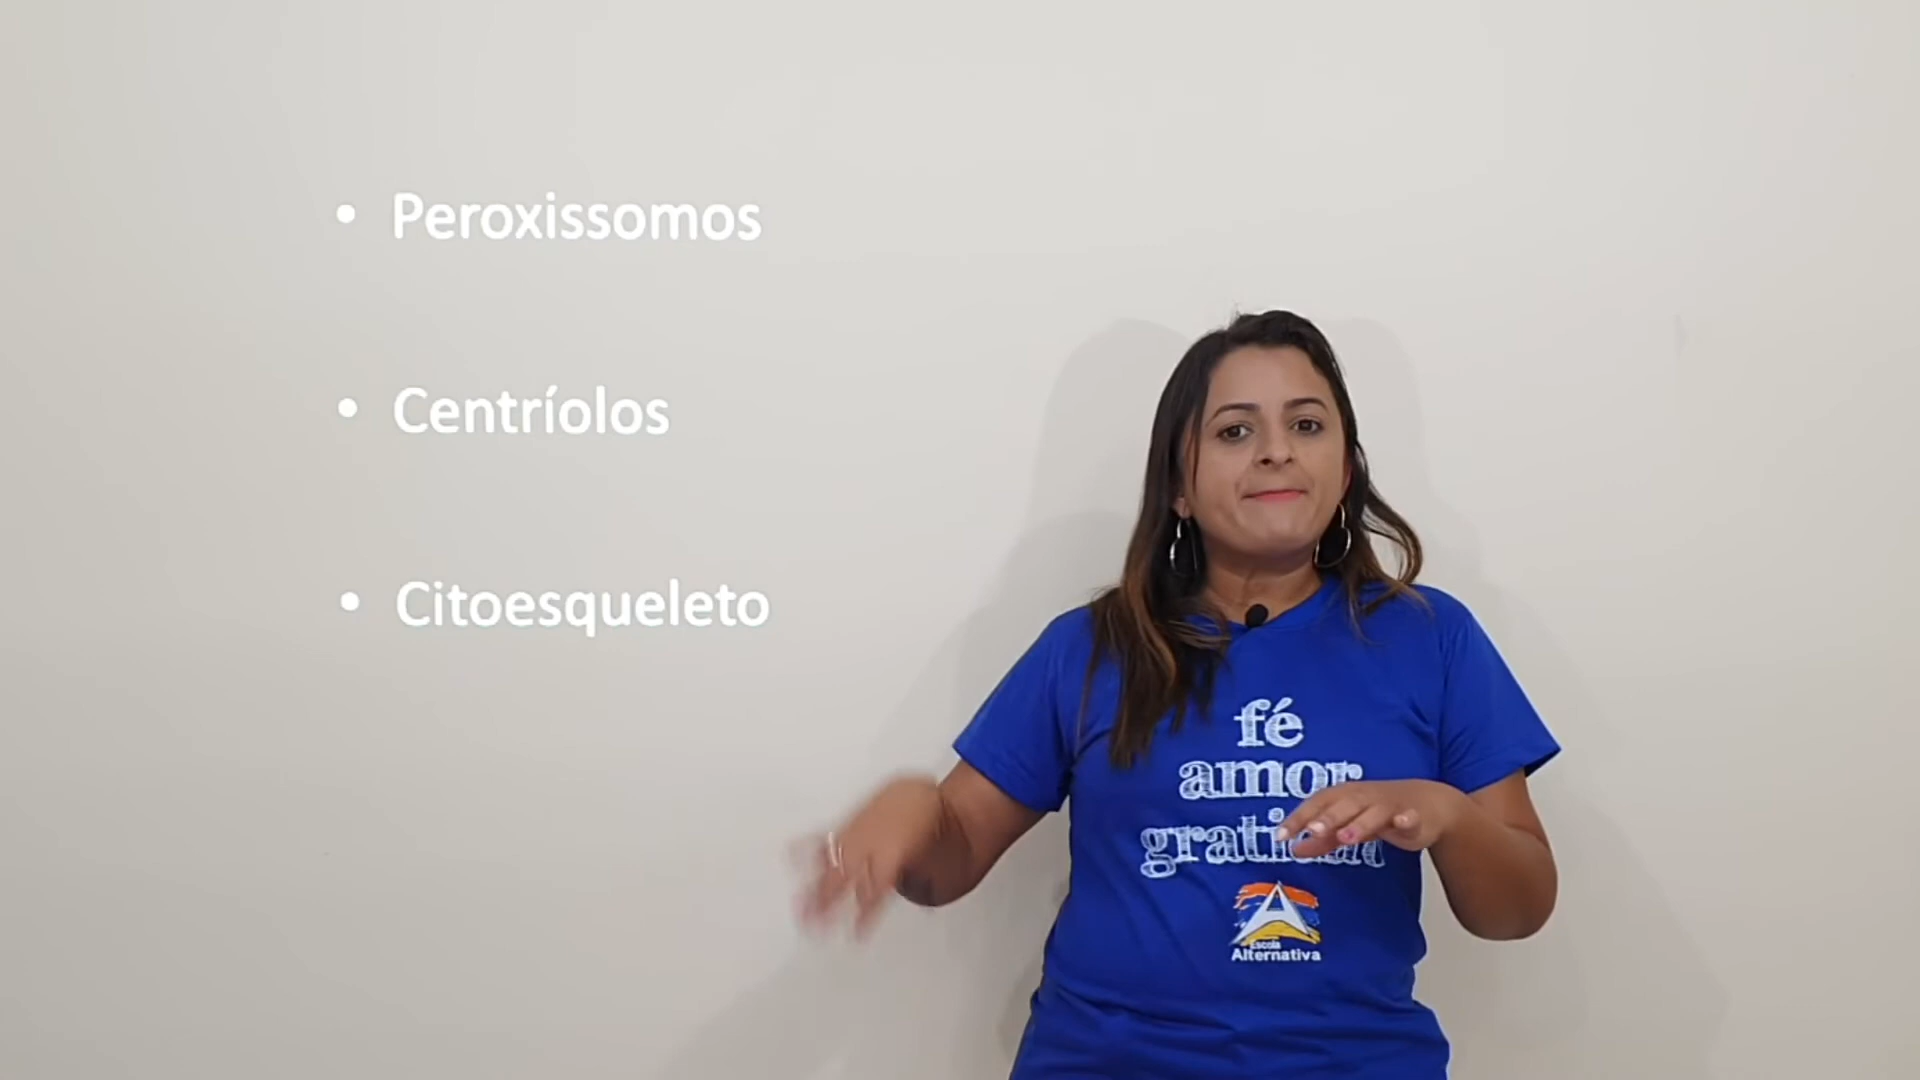 • Peroxissomos
• Centríolos
• Citoesqueleto
fé
amor
Escola
Alternativa